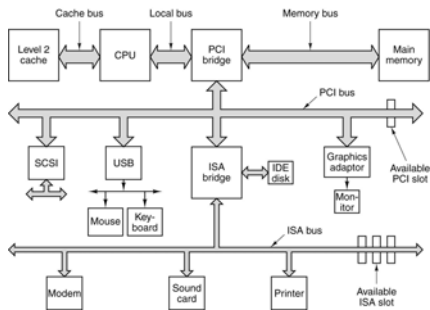 Cache bus
Local bus
Memory bus
Level 2
cache
CPU
PCI
bridge
Main
memory
PCI bus
SCSI
USB
ISA
bridge
IDE
disk
Graphics
adaptor
Available
PCI slot
Mouse
Key-
board
Mon-
itor
ISA bus
Modem
Sound
card
Printer
Available
ISA slot